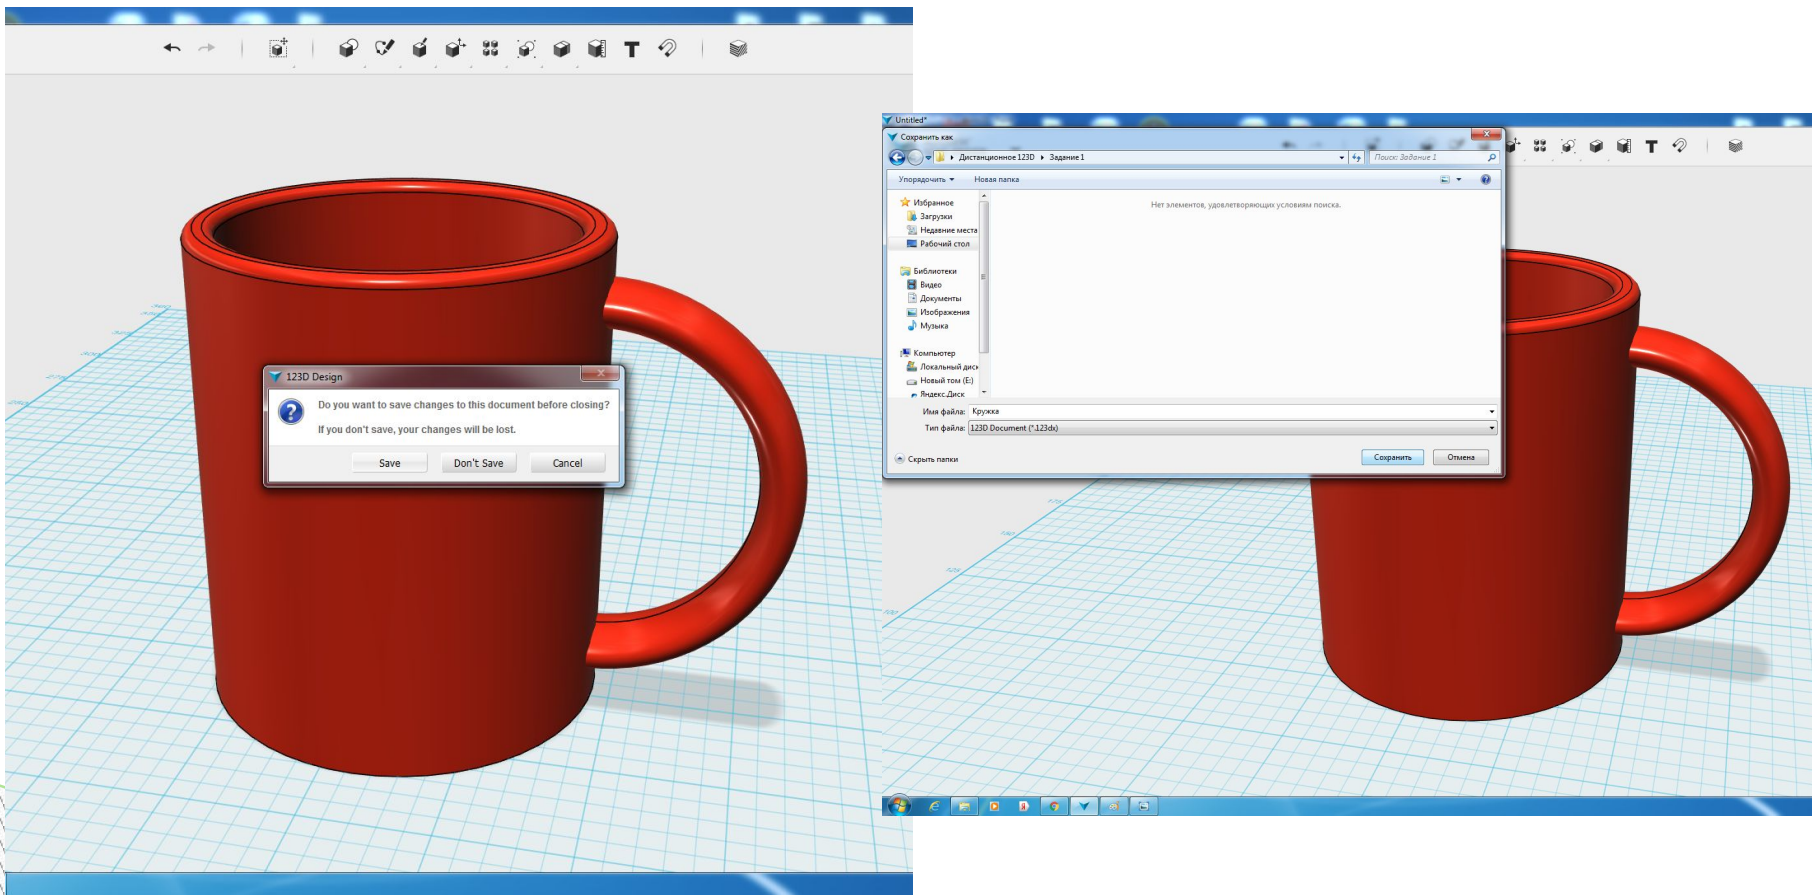 123D Design
Do you want to save changes to this document before closing?
If you don't save, your changes will be lost.
Save
Don't Save
Cancel
Untitled*
Сохранить как
Дистанционное 123D
Задание 1
Поиск: Задание 1
Упорядочить
Новая папка
Избранное
Загрузки
Недавние места
Рабочий стол
Библиотеки
Видео
Документы
Изображения
Музыка
Компьютер
Локальный диск
Новый том (E:)
Яндекс.Диск
Нет элементов, удовлетворяющих условиям поиска.
Имя файла: Кружка
Тип файла: 123D Document (*.123dx)
Скрыть папки
Сохранить
Отмена